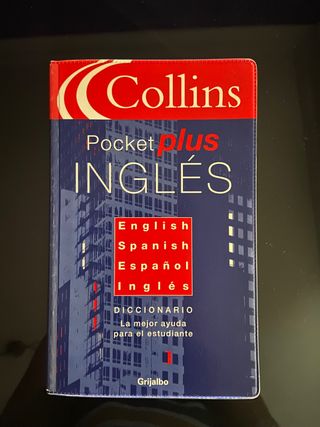 Collins
Pocket plus
INGLÉS
English
Spanish
Español
Inglés
DICCIONARIO
La mejor ayuda
para el estudiante
Grijalbo